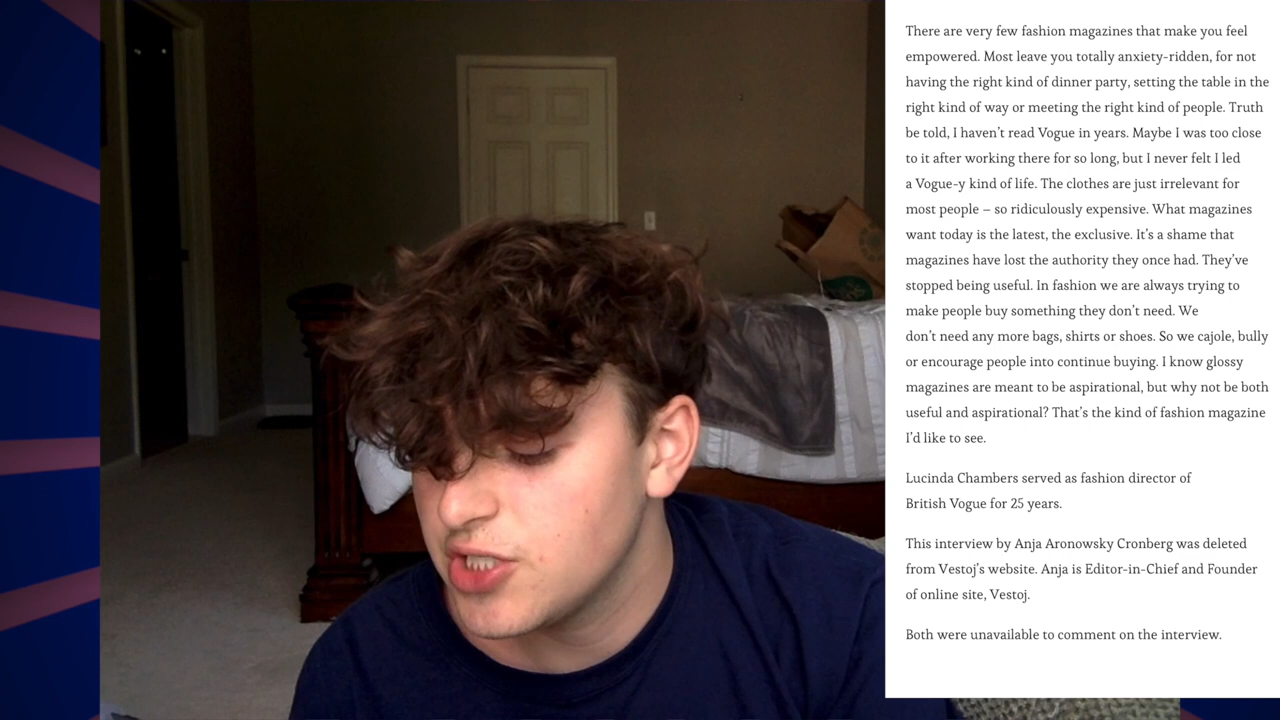 There are very few fashion magazines that make you feel
empowered. Most leave you totally anxiety-ridden, for not
having the right kind of dinner party, setting the table in the
right kind of way or meeting the right kind of people. Truth
be told, I haven’t read Vogue in years. Maybe I was too close
to it after working there for so long, but I never felt I led
a Vogue-y kind of life. The clothes are just irrelevant for
most people – so ridiculously expensive. What magazines
want today is the latest, the exclusive. It’s a shame that
magazines have lost the authority they once had. They’ve
stopped being useful. In fashion we are always trying to
make people buy something they don’t need. We
don’t need any more bags, shirts or shoes. So we cajole, bully
or encourage people into continue buying. I know glossy
magazines are meant to be aspirational, but why not be both
useful and aspirational? That’s the kind of fashion magazine
I’d like to see.
Lucinda Chambers served as fashion director of
British Vogue for 25 years.
This interview by Anja Aronowsky Cronberg was deleted
from Vestoj’s website. Anja is Editor-in-Chief and Founder
of online site, Vestoj.
Both were unavailable to comment on the interview.